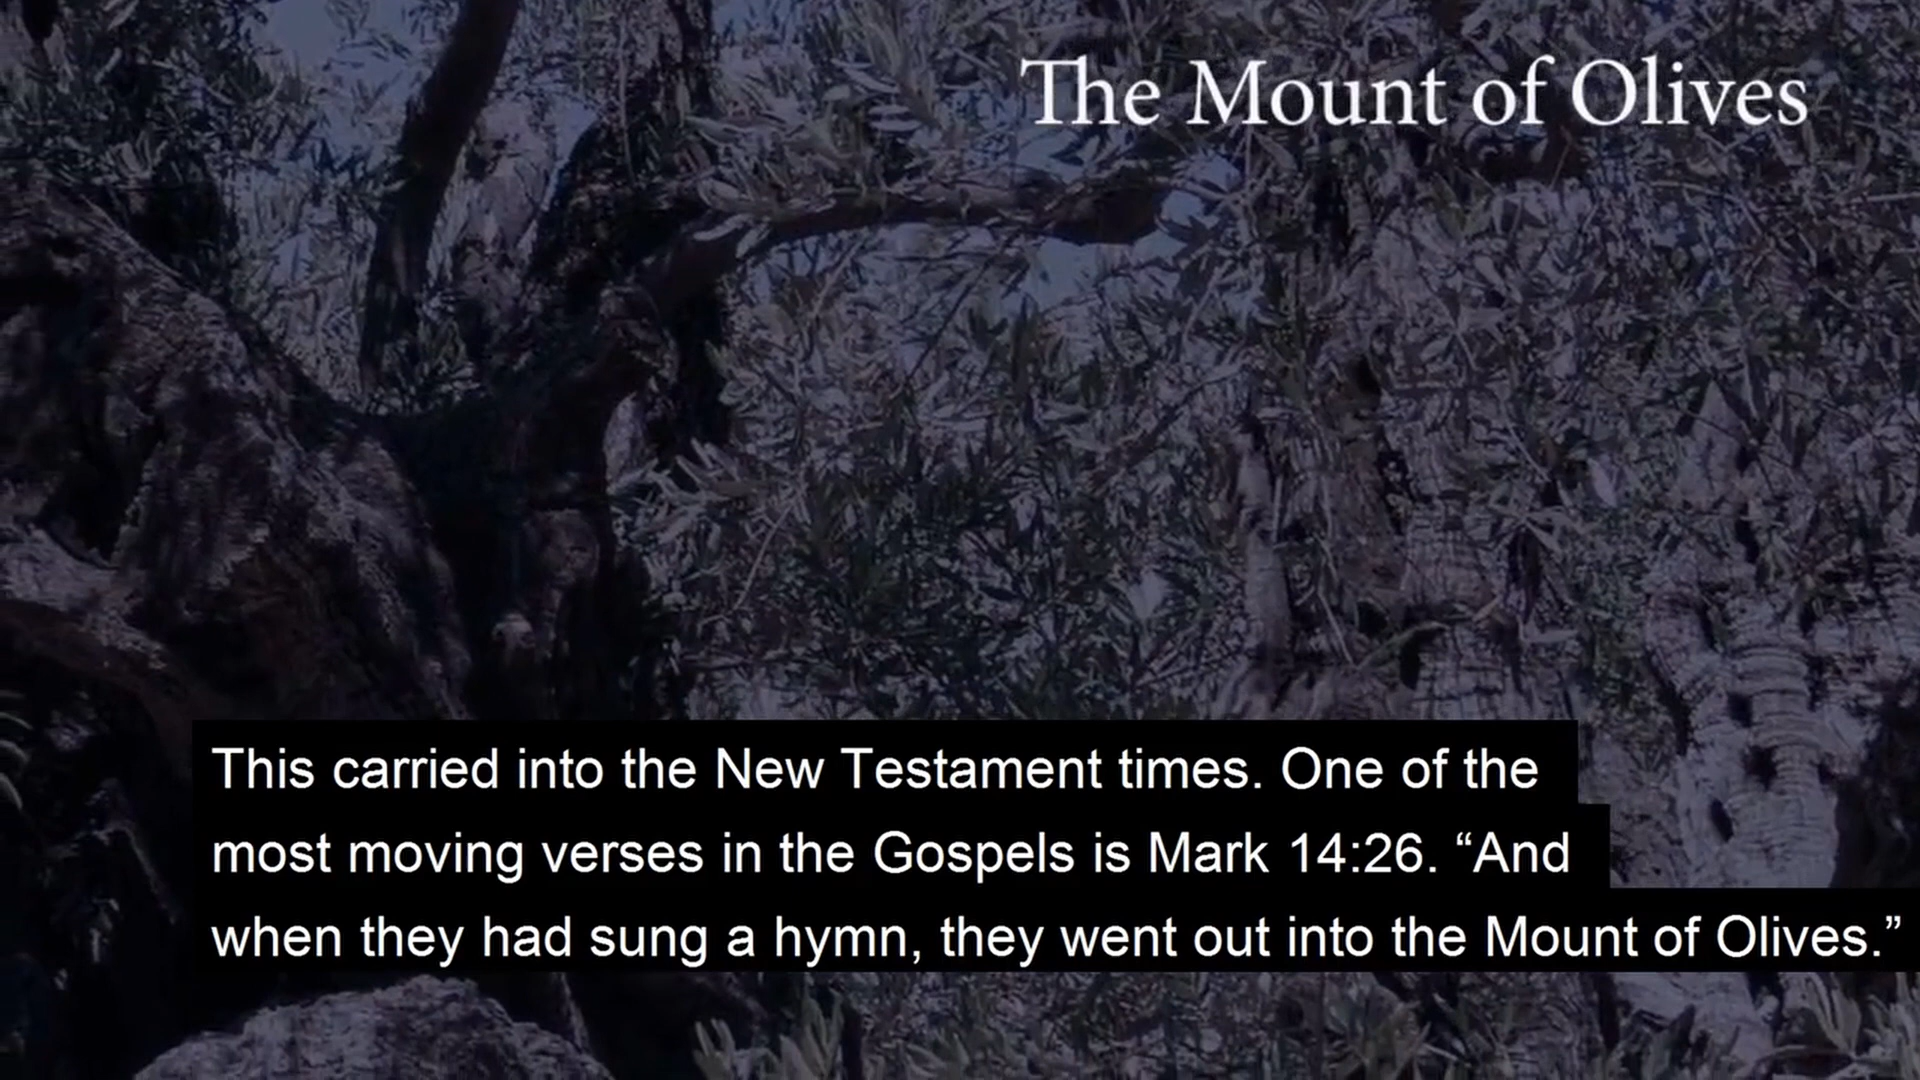 The Mount of Olives
This carried into the New Testament times. One of the
most moving verses in the Gospels is Mark 14:26. “And
when they had sung a hymn, they went out into the Mount of Olives.”